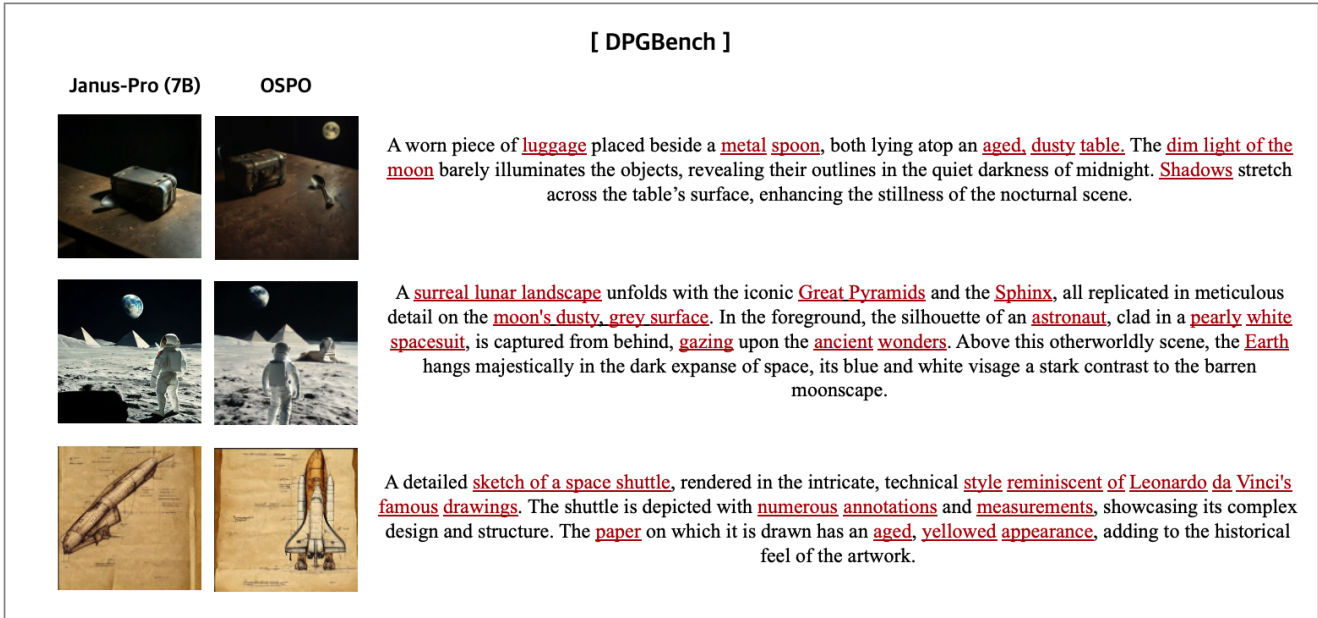 [ DPGBench ]
Janus-Pro (7B) OSPO
A worn piece of luggage placed beside a metal spoon, both lying atop an aged, dusty table. The dim light of the
moon barely illuminates the objects, revealing their outlines in the quiet darkness of midnight. Shadows stretch
across the table’s surface, enhancing the stillness of the nocturnal scene.
A surreal lunar landscape unfolds with the iconic Great Pyramids and the Sphinx, all replicated in meticulous
detail on the moon's dusty, grey surface. In the foreground, the silhouette of an astronaut, clad in a pearly white
spacesuit, is captured from behind, gazing upon the ancient wonders. Above this otherworldly scene, the Earth
hangs majestically in the dark expanse of space, its blue and white visage a stark contrast to the barren
moonscape.
A detailed sketch of a space shuttle, rendered in the intricate, technical style reminiscent of Leonardo da Vinci's
famous drawings. The shuttle is depicted with numerous annotations and measurements, showcasing its complex
design and structure. The paper on which it is drawn has an aged, yellowed appearance, adding to the historical
feel of the artwork.